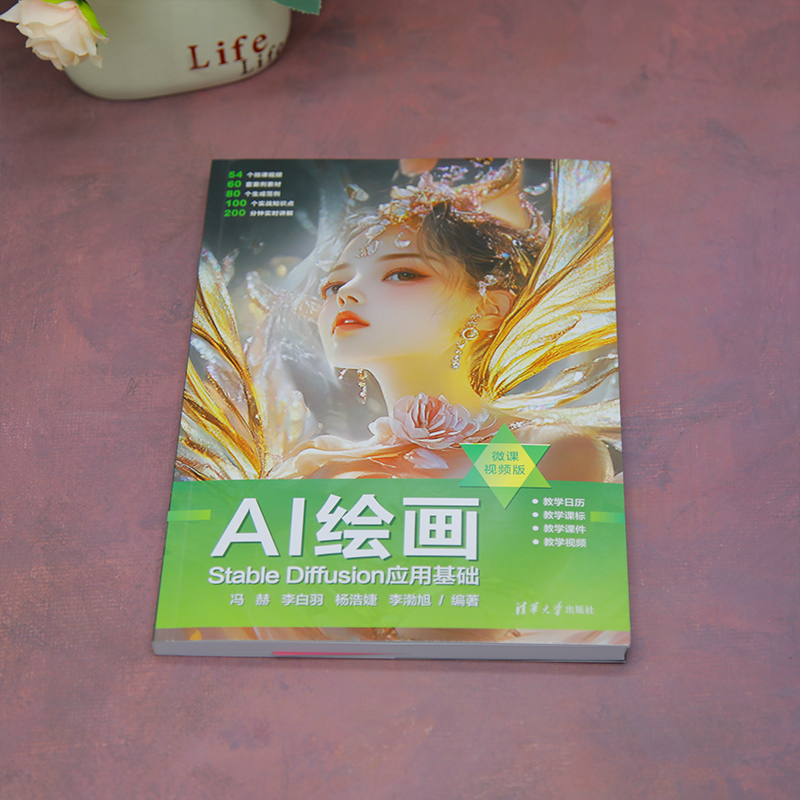 Life
Life
54 个微课视频
60 套案例素材
80 个生成范例
100 个实战知识点
200 分钟实时讲解
微课
视频版
AI绘画
Stable Diffusion应用基础
冯 赫 李白羽 杨浩婕 李渤旭 / 编著
• 教学日历
• 教学课标
• 教学课件
• 教学视频
清华大学出版社